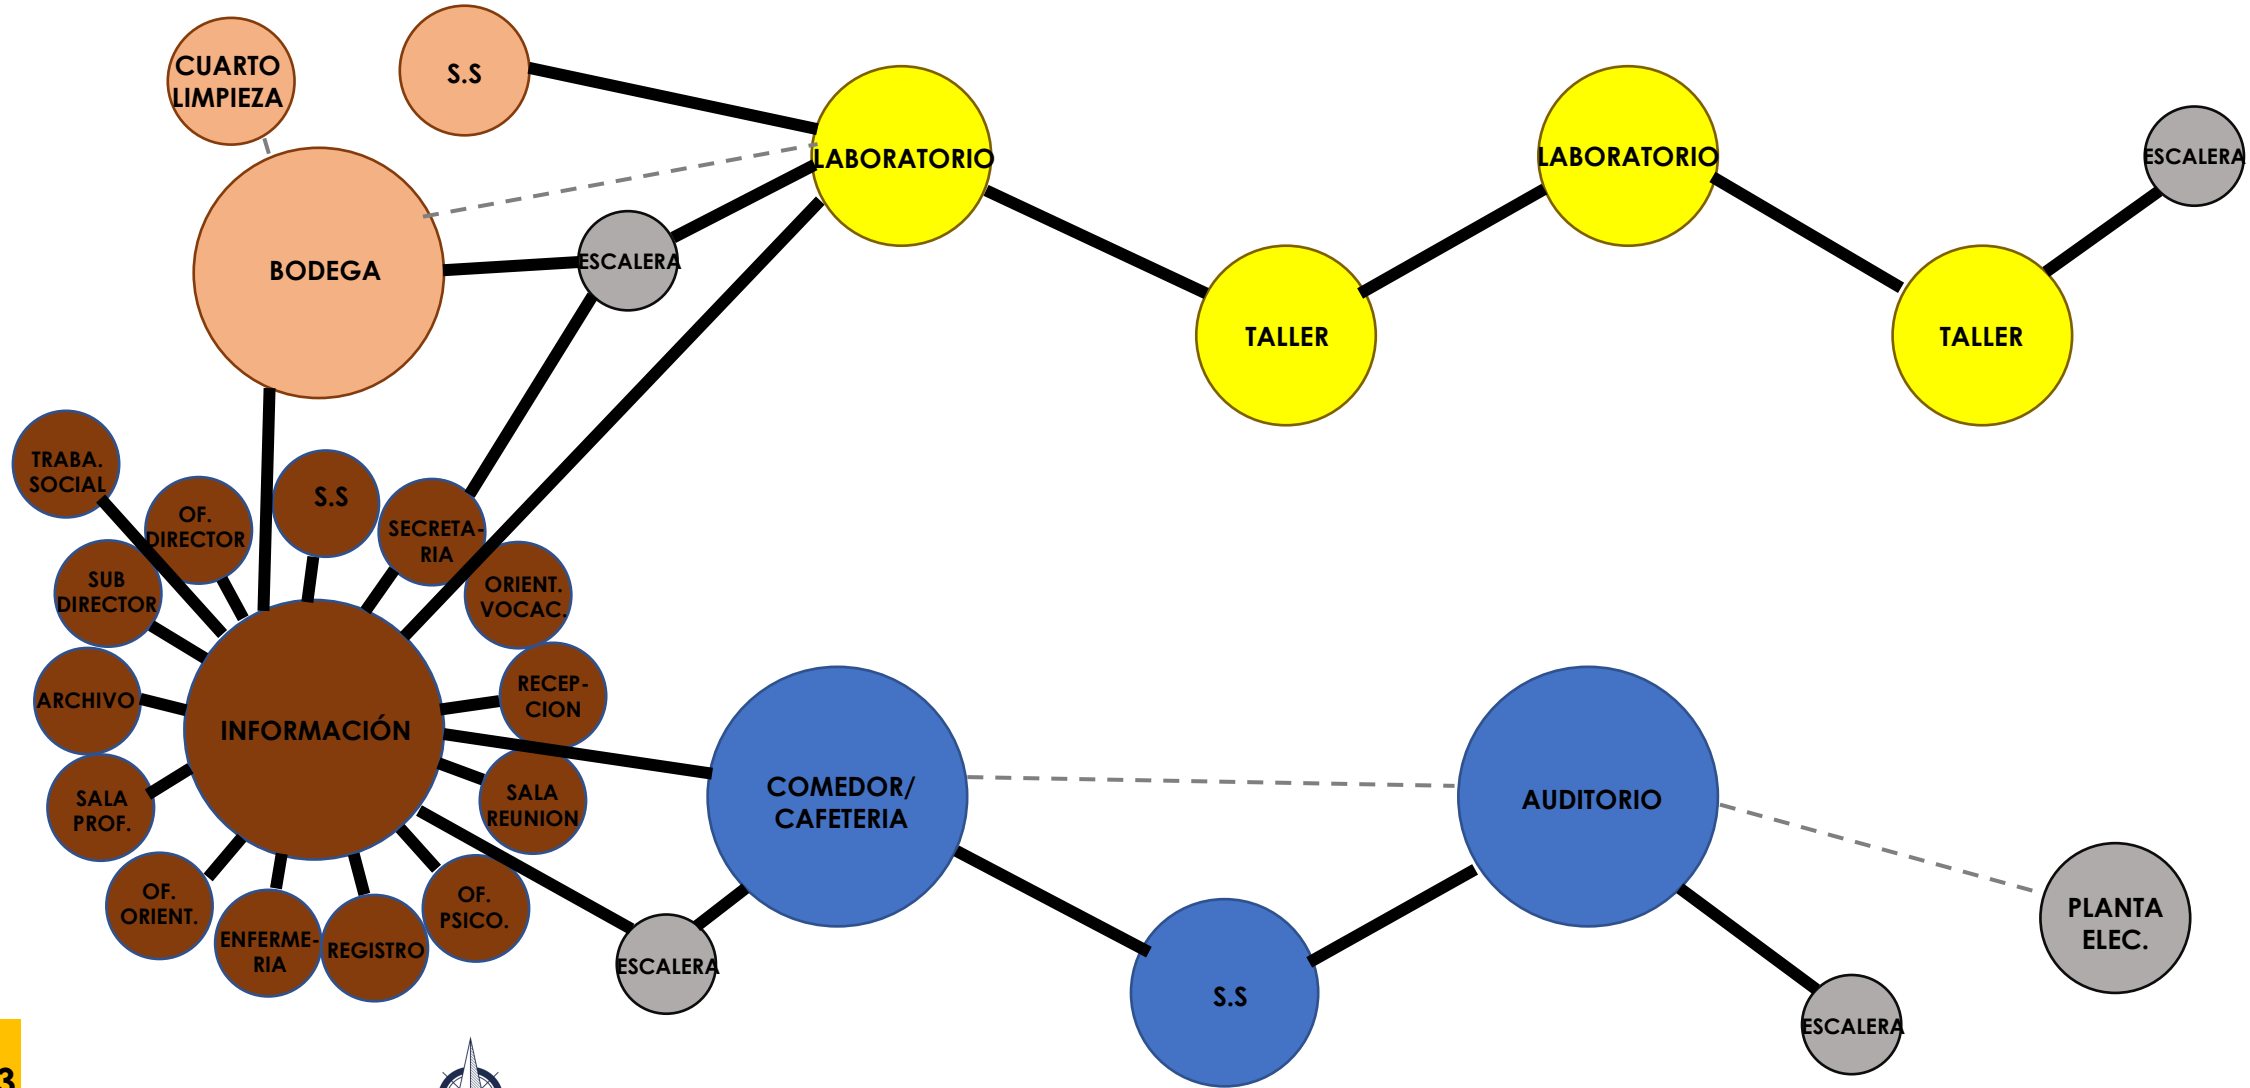 CUARTO
LIMPIEZA
S.S
LABORATORIO
LABORATORIO
ESCALERA
BODEGA
ESCALERA
TALLER
TALLER
TRABA.
SOCIAL
OF.
DIRECTOR
S.S
SECRETA-
RIA
SUB
DIRECTOR
ORIENT.
VOCAC.
ARCHIVO
INFORMACIÓN
RECEP-
CION
SALA
PROF.
SALA
REUNION
COMEDOR/
CAFETERIA
AUDITORIO
OF.
ORIENT.
ENFERME-
RIA
REGISTRO
OF.
PSICO.
ESCALERA
S.S
PLANTA
ELEC.
ESCALERA
3